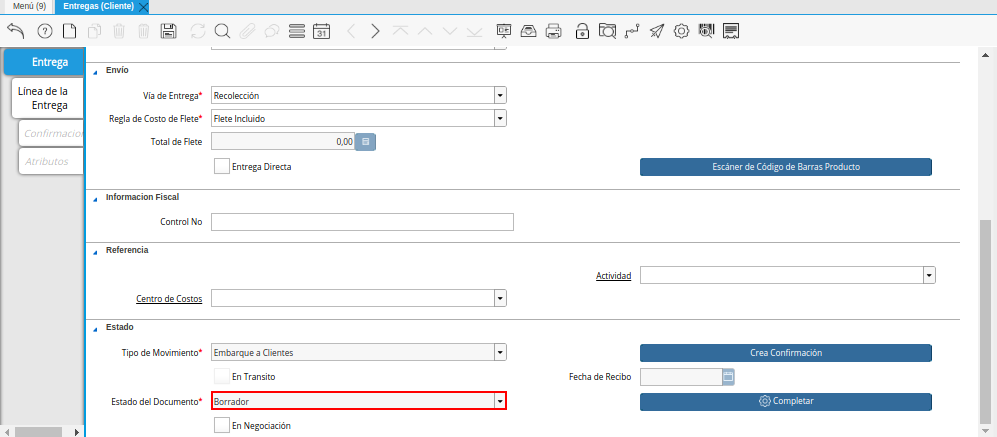 Menú (9) Entregas (Cliente)
31
Entrega
Línea de la
Entrega
Confirmacion
Atributos
Envío
Vía de Entrega* Recolección
Regla de Costo de Flete* Flete Incluido
Total de Flete 0,00
Entrega Directa Escáner de Código de Barras Producto
Informacion Fiscal
Control No
Referencia
Actividad
Centro de Costos
Estado
Tipo de Movimiento* Embarque a Clientes Crea Confirmación
En Transito Fecha de Recibo
Estado del Documento* Borrador Completar
En Negociación